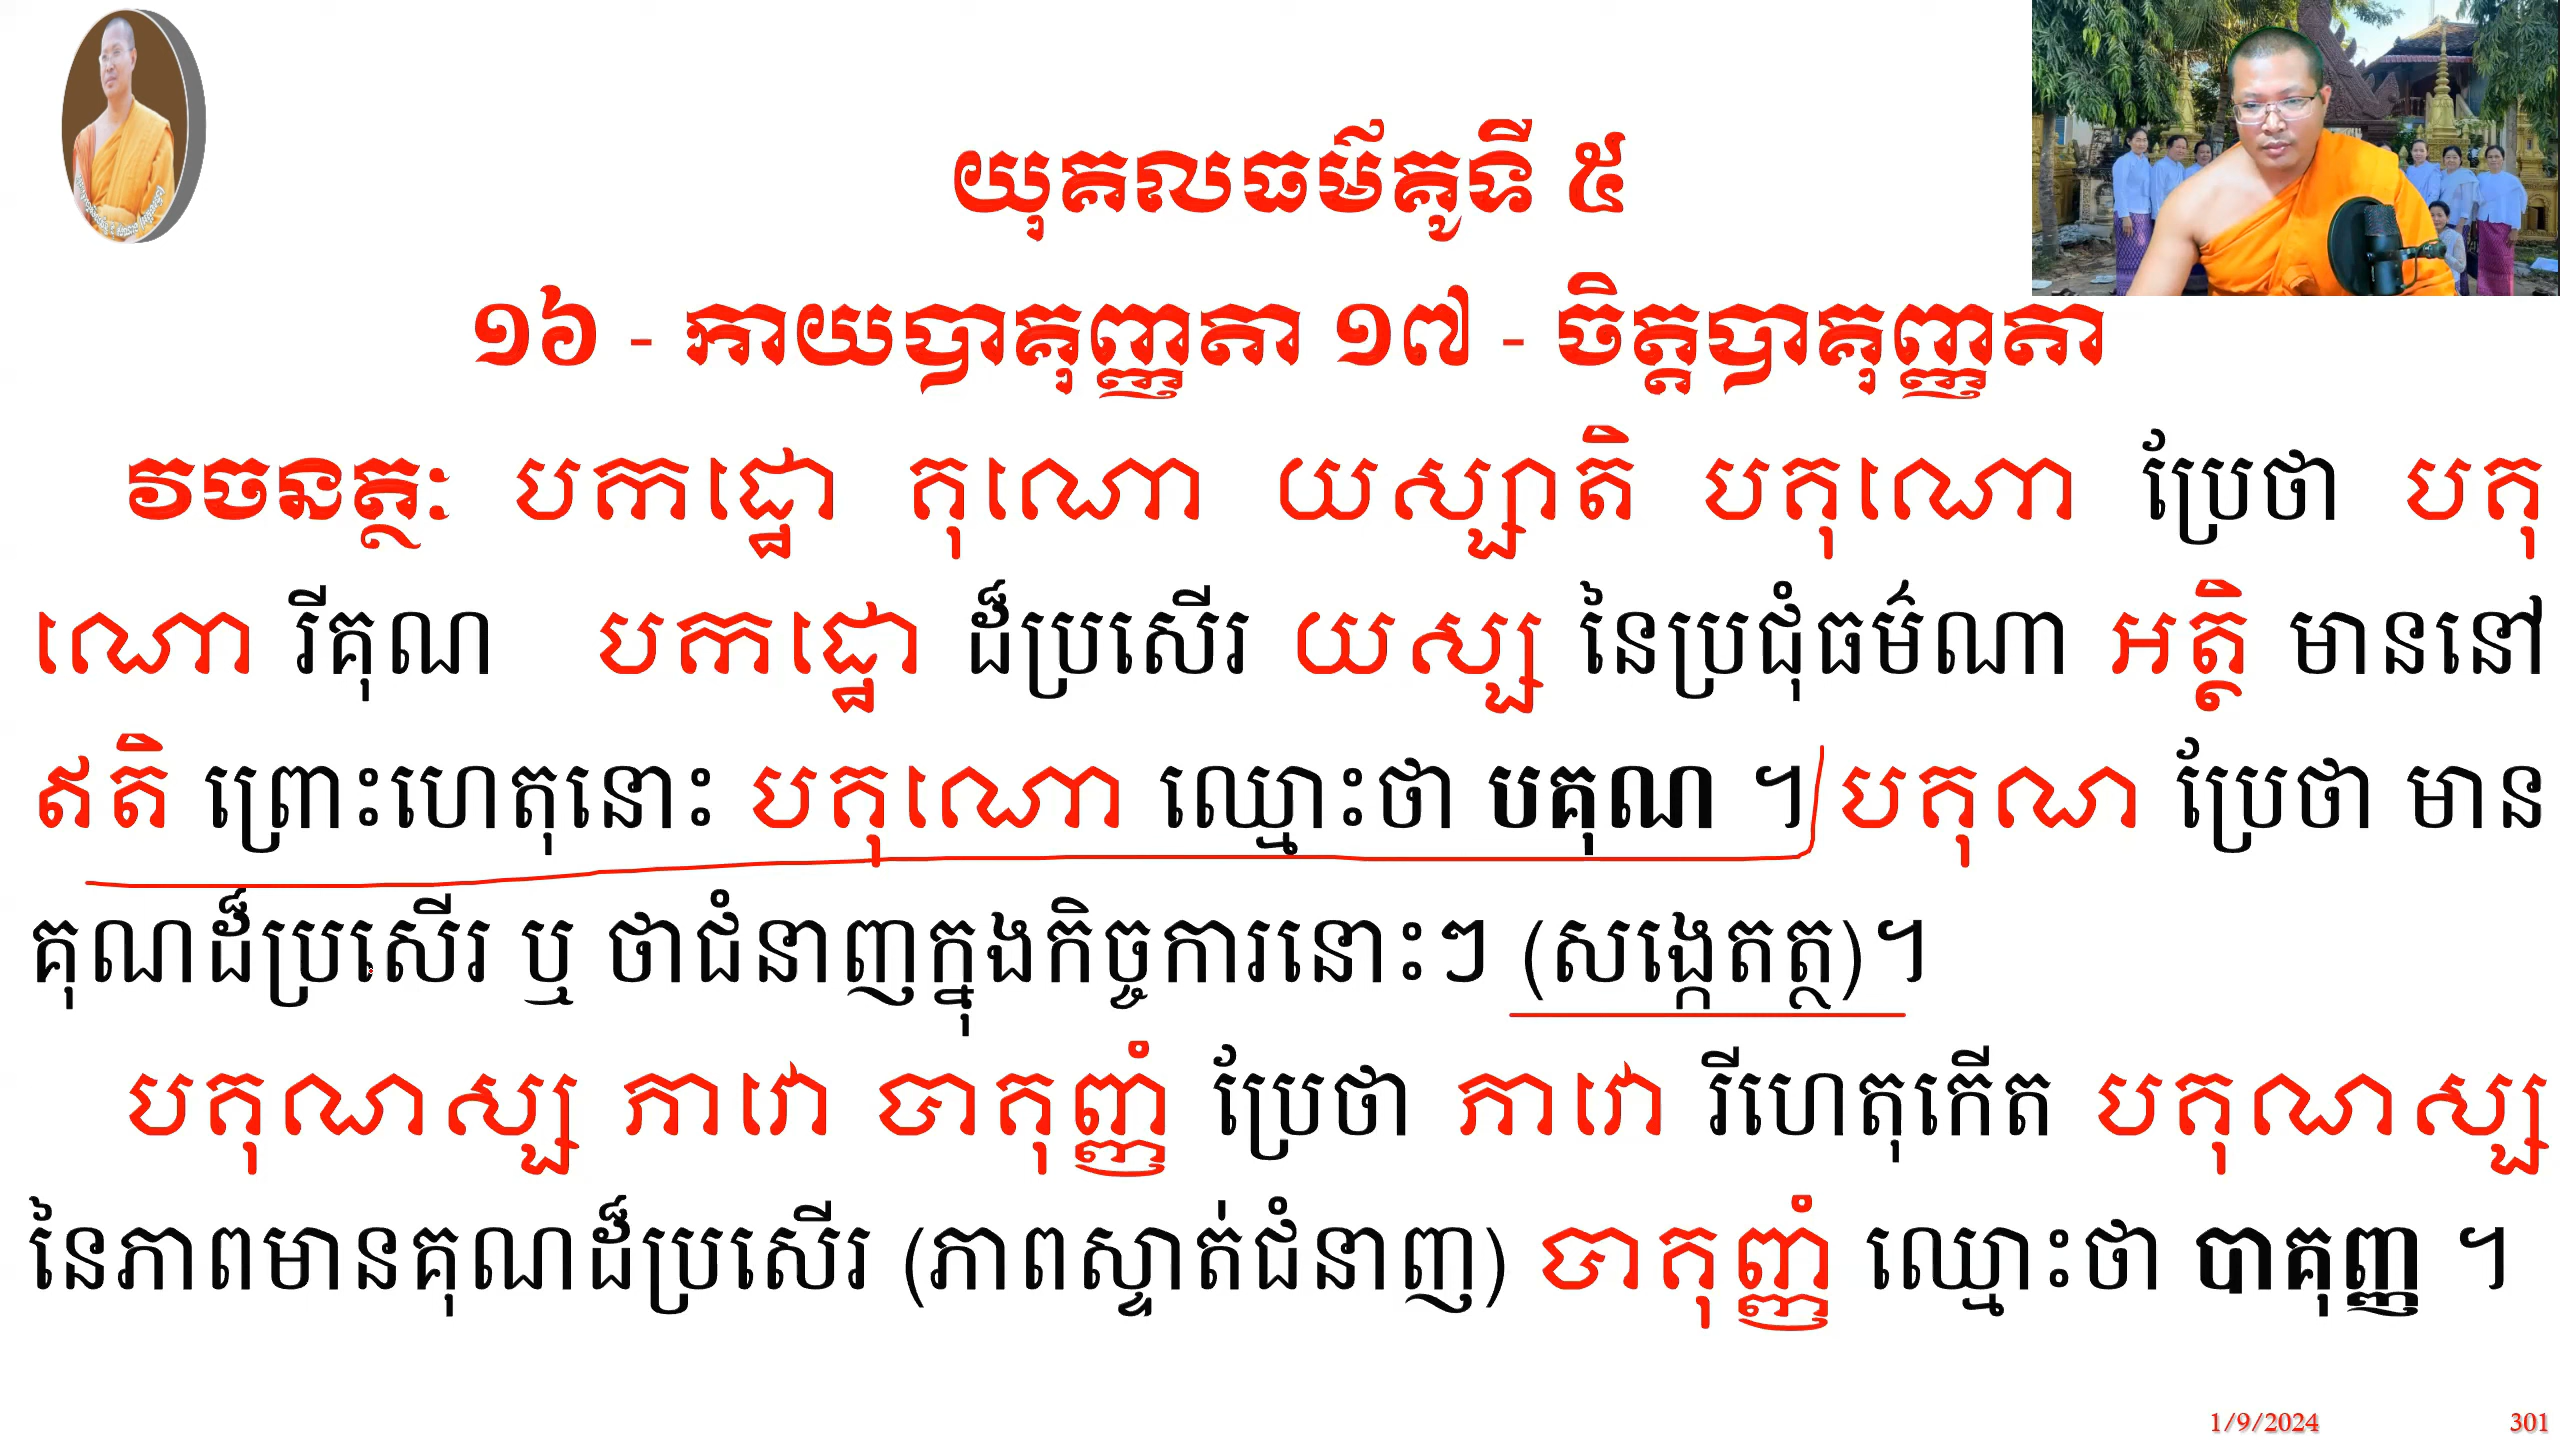 យុគលធម៌គូទី ៥
១៦ - កាយបាគុញ្ញតា ១៧ - ចិត្តបាគុញ្ញតា
វចនត្ថៈ បកដ្ឋោ គុណោ យស្សាតិ បគុណោ ប្រែថា បគុ
ណោ រីគុណ បកដ្ឋោ ដ៏ប្រសើរ យស្ស នៃប្រជុំធម៌ណា អត្ថិ មាននៅ
ឥតិ ព្រោះហេតុនោះ បគុណោ ឈ្មោះថា បគុណ ។ បគុណ ប្រែថា មាន
គុណដ៏ប្រសើរ ឬ ថាជំនាញក្នុងកិច្ចការនោះៗ (សង្កេតត្ថ)។
បគុណស្ស ភាវោ បាគុញ្ញំ ប្រែថា ភាវោ រីហេតុកើត បគុណស្ស
នៃភាពមានគុណដ៏ប្រសើរ (ភាពស្ទាត់ជំនាញ) បាគុញ្ញំ ឈ្មោះថា បាគុញ្ញ ។
1/9/2024 301